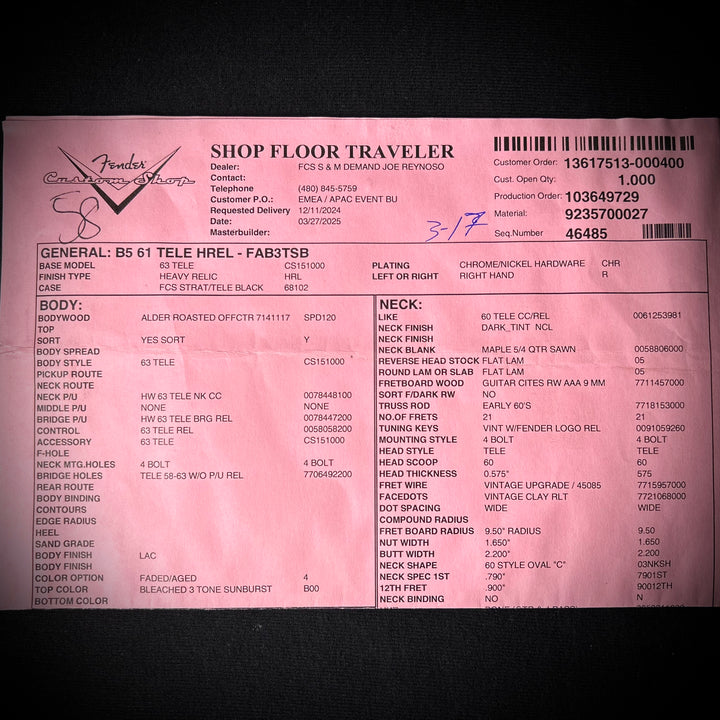 Fender
Custom Shop
58
SHOP FLOOR TRAVELER
Dealer: FCS S & M DEMAND JOE REYNOSO
Contact:
Telephone (480) 845-5759
Customer P.O.: EMEA / APAC EVENT BU
Requested Delivery 12/11/2024
Date: 03/27/2025
Masterbuilder:
3-17
Customer Order: 13617513-000400
Cust. Open Qty: 1.000
Production Order: 103649729
Material: 9235700027
Seq.Number 46485
GENERAL: B5 61 TELE HREL - FAB3TSB
BASE MODEL 63 TELE CS151000 PLATING CHROME/NICKEL HARDWARE CHR
FINISH TYPE HEAVY RELIC HRL LEFT OR RIGHT RIGHT HAND R
CASE FCS STRAT/TELE BLACK 68102
BODY:
BODYWOOD ALDER ROASTED OFFCTR 7141117 SPD120
TOP
SORT YES SORT Y
BODY SPREAD
BODY STYLE 63 TELE CS151000
PICKUP ROUTE
NECK ROUTE
NECK P/U HW 63 TELE NK CC 0078448100
MIDDLE P/U NONE NONE
BRIDGE P/U HW 63 TELE BRG REL 0078447200
CONTROL 63 TELE REL 0058058200
ACCESSORY 63 TELE CS151000
F-HOLE
NECK MTG.HOLES 4 BOLT 4 BOLT
BRIDGE HOLES TELE 58-63 W/O P/U REL 7706492200
REAR ROUTE
BODY BINDING
CONTOURS
EDGE RADIUS
HEEL
SAND GRADE
BODY FINISH LAC
BODY FINISH
COLOR OPTION FADED/AGED 4
TOP COLOR BLEACHED 3 TONE SUNBURST B00
BOTTOM COLOR
NECK:
LIKE 60 TELE CC/REL 0061253981
NECK FINISH DARK_TINT NCL
NECK FINISH
NECK BLANK MAPLE 5/4 QTR SAWN 0058806000
REVERSE HEAD STOCK FLAT LAM 05
ROUND LAM OR SLAB FLAT LAM 05
FRETBOARD WOOD GUITAR CITES RW AAA 9 MM 7711457000
SORT F/DARK RW NO
TRUSS ROD EARLY 60'S 7718153000
NO.OF FRETS 21 21
TUNING KEYS VINT W/FENDER LOGO REL 0091059260
MOUNTING STYLE 4 BOLT 4 BOLT
HEAD STYLE TELE TELE
HEAD SCOOP 60 60
HEAD THICKNESS 0.575" 575
FRET WIRE VINTAGE UPGRADE / 45085 7715957000
FACEDOTS VINTAGE CLAY RLT 7721068000
DOT SPACING WIDE WIDE
COMPOUND RADIUS
FRET BOARD RADIUS 9.50" RADIUS 9.50
NUT WIDTH 1.650" 1.650
BUTT WIDTH 2.200" 2.200
NECK SHAPE 60 STYLE OVAL "C" 03NKSH
NECK SPEC 1ST .790" 7901ST
12TH FRET .900" 90012TH
NECK BINDING NO N